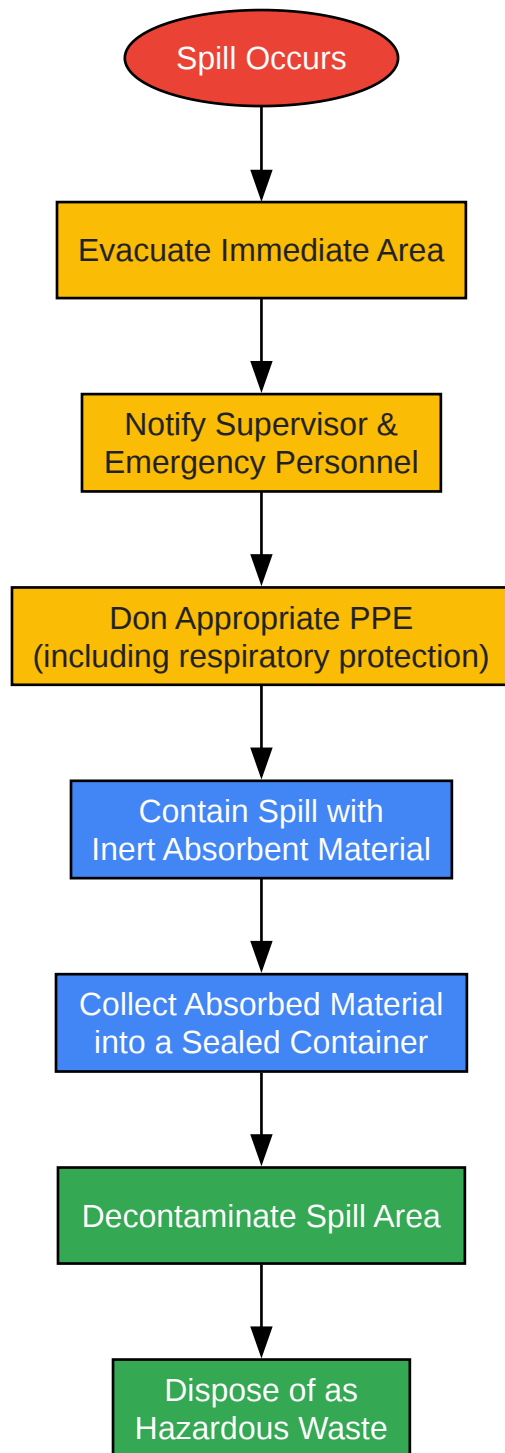 Spill Occurs
Evacuate Immediate Area
Notify Supervisor &
Emergency Personnel
Don Appropriate PPE
(including respiratory protection)
Contain Spill with
Inert Absorbent Material
Collect Absorbed Material
into a Sealed Container
Decontaminate Spill Area
Dispose of as
Hazardous Waste